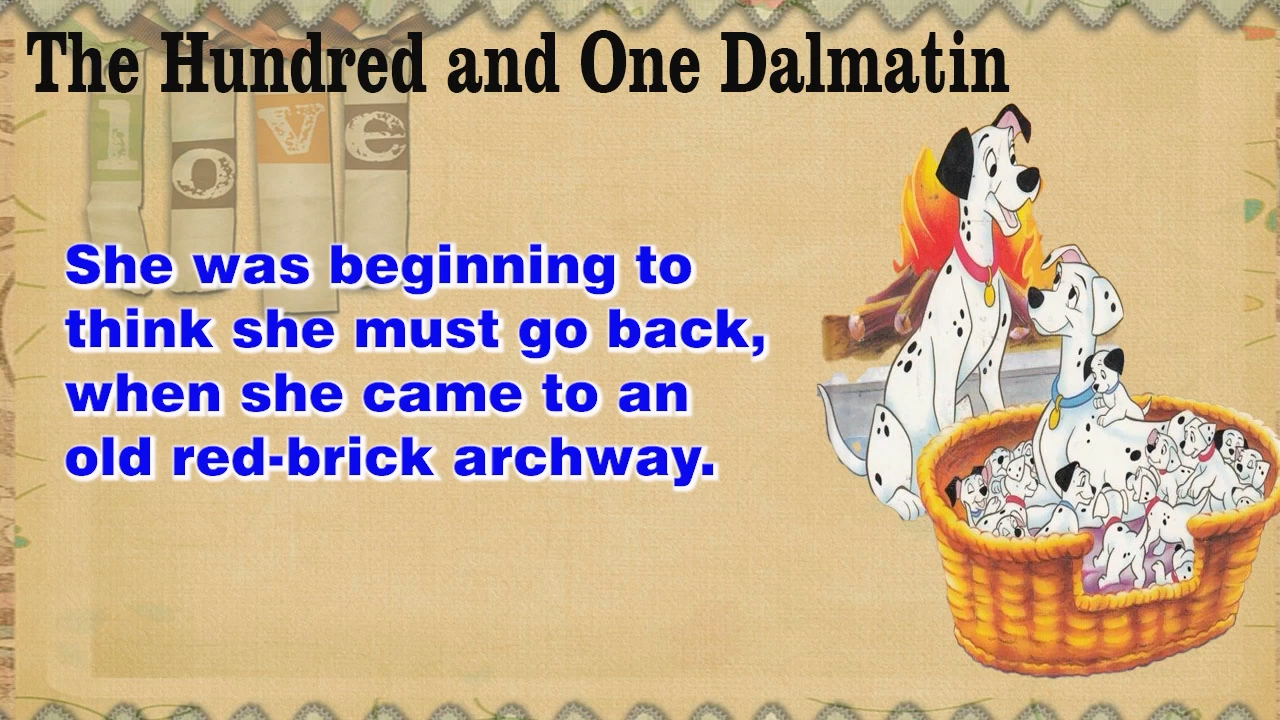 The Hundred and One Dalmatin
love
She was beginning to
think she must go back,
when she came to an
old red-brick archway.